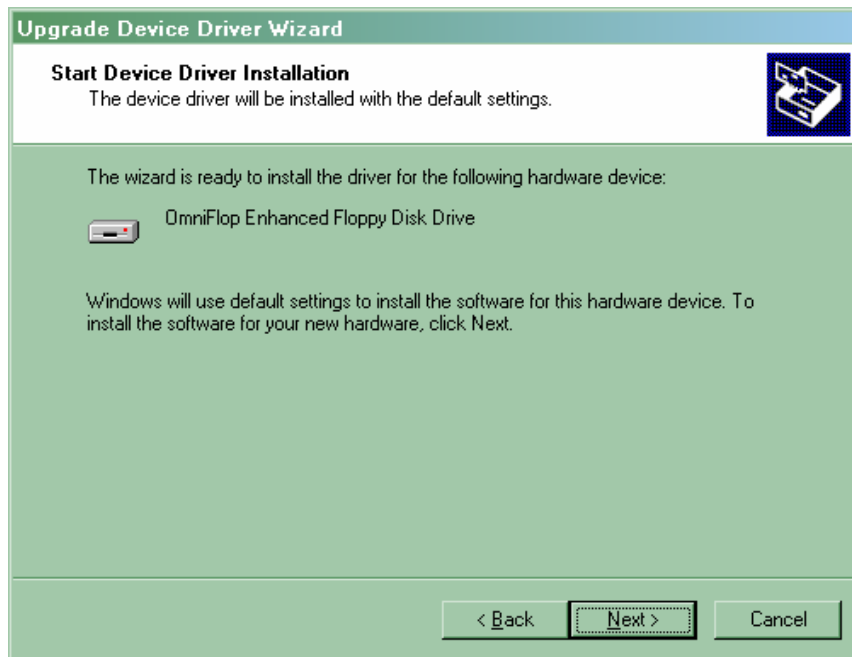 Upgrade Device Driver Wizard
Start Device Driver Installation
The device driver will be installed with the default settings.
The wizard is ready to install the driver for the following hardware device:
OmniFlop Enhanced Floppy Disk Drive
Windows will use default settings to install the software for this hardware device. To
install the software for your new hardware, click Next.
< Back
Next >
Cancel